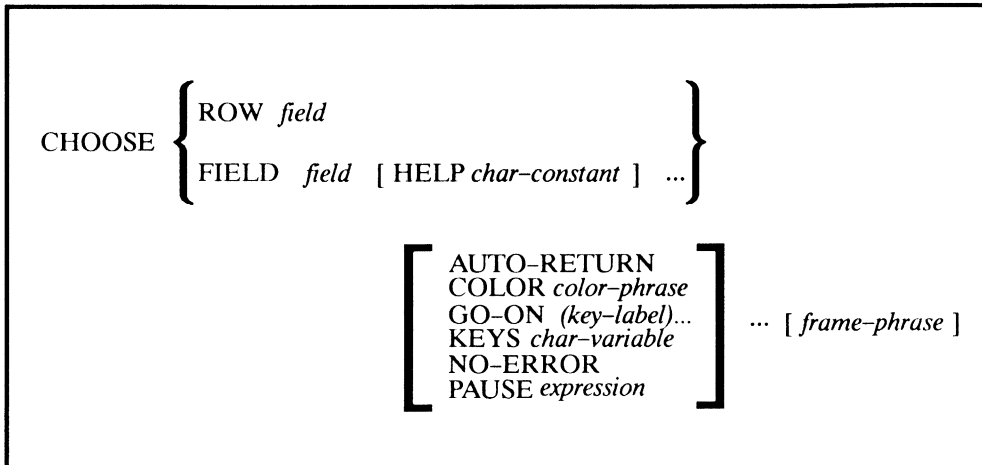 ROW field
CHOOSE
FIELD field [ HELP char–constant ] ...
AUTO–RETURN
COLOR color–phrase
GO–ON (key–label)...
KEYS char–variable
NO–ERROR
PAUSE expression
... [ frame–phrase ]